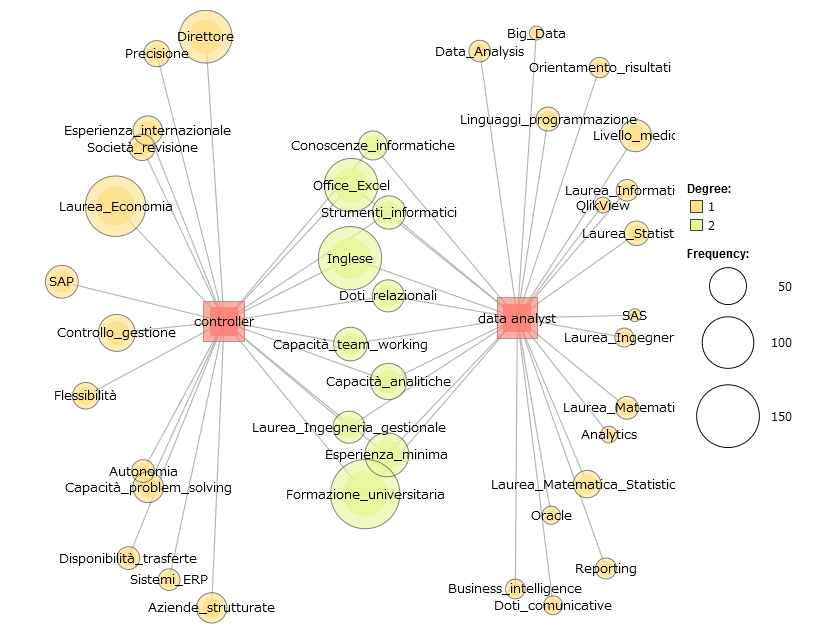 Big_Data
Direttore
Data_Analysis
Precisione
Orientamento_risultati
Linguaggi_programmazione
Esperienza_internazionale
Livello_medic
Conoscenze_informatiche
Società_revisione
Office_Excel
Degree:
Laurea_Informati
1
QlikView
Laurea_Economia
Strumenti_informatici
2
Laurea_Statist
Frequency:
Inglese
SAP
50
Doti_relazionali
SAS
controller
data analyst
Controllo_gestione
Laurea_Ingegner
Capacità_team_working
100
Capacità_analitiche
Flessibilità
Laurea_Matemati
150
Laurea_Ingegneria_gestionale
Analytics
Esperienza_minima
Autonomia
Capacità_problem_solving
Laurea_Matematica_Statistic
Formazione_universitaria
Oracle
Disponibilità_trasferte
Reporting
Sistemi_ERP
Business_intelligence
Aziende_strutturate
Doti_comunicative